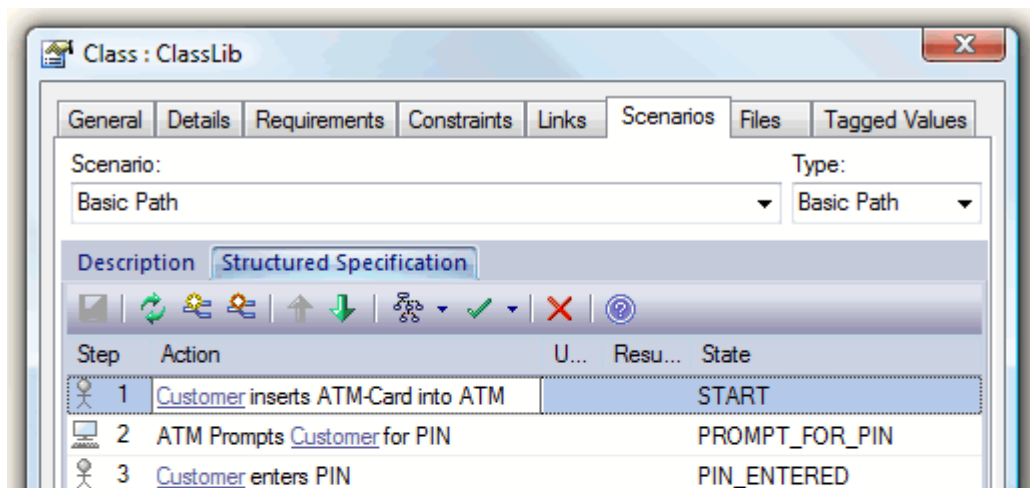 Class : ClassLib
General Details Requirements Constraints Links Scenarios Files Tagged Values
Scenario: Type:
Basic Path Basic Path
Description Structured Specification
Step Action U... Resu... State
1 Customer inserts ATM-Card into ATM START
2 ATM Prompts Customer for PIN PROMPT_FOR_PIN
3 Customer enters PIN PIN_ENTERED